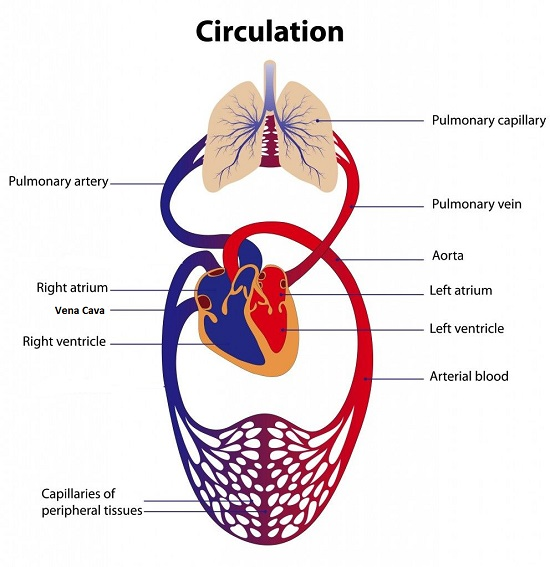 Circulation
Pulmonary capillary
Pulmonary artery
Pulmonary vein
Aorta
Right atrium
Left atrium
Vena Cava
Left ventricle
Right ventricle
Arterial blood
Capillaries of
peripheral tissues